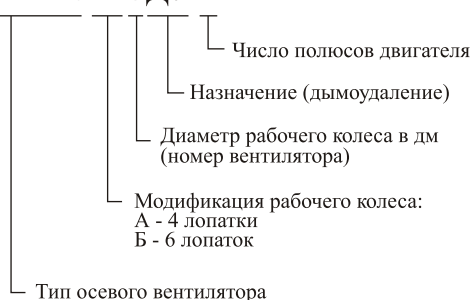 Число полюсов двигателя
Назначение (дымоудаление)
Диаметр рабочего колеса в дм
(номер вентилятора)
Модификация рабочего колеса:
А - 4 лопатки
Б - 6 лопаток
Тип осевого вентилятора